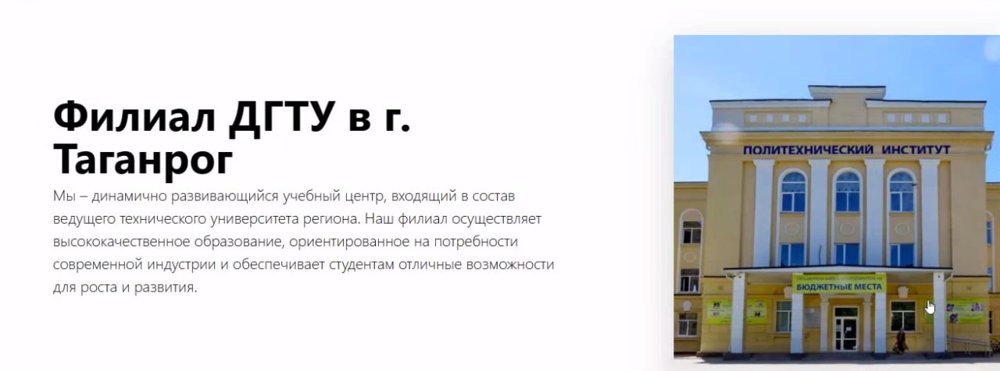 Филиал ДГТУ в г.
Таганрог
Мы – динамично развивающийся учебный центр, входящий в состав
ведущего технического университета региона. Наш филиал осуществляет
высококачественное образование, ориентированное на потребности
современной индустрии и обеспечивает студентам отличные возможности
для роста и развития.
ПОЛИТЕХНИЧЕСКИЙ ИНСТИТУТ
БЮДЖЕТНЫЕ МЕСТА